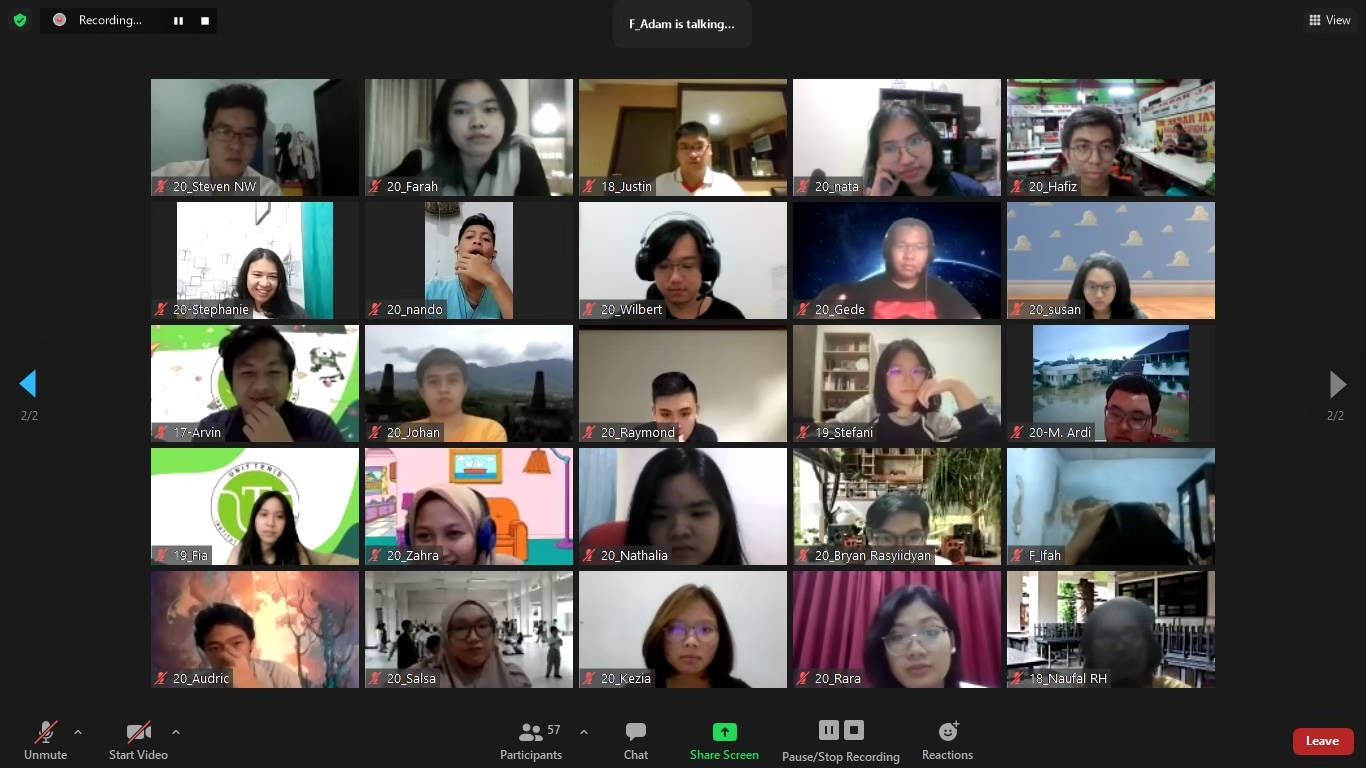 Recording...
F_Adam is talking...
View
20_Steven NW
20_Farah
18_Justin
20_nata
20_Hafiz
20-Stephanie
20_nando
20_Wilbert
20_Gede
20_susan
17-Arvin
20_Johan
20_Raymond
19_Stefani
20-M. Ardi
2/2
2/2
UNIT TENIS
19_Fia
20_Zahra
20_Nathalia
20_Bryan Rasyiidyan
F_Ifah
20_Audric
20_Salsa
20_Kezia
20_Rara
18_Naufal RH
Unmute
Start Video
57
Participants
Chat
Share Screen
Pause/Stop Recording
Reactions
Leave